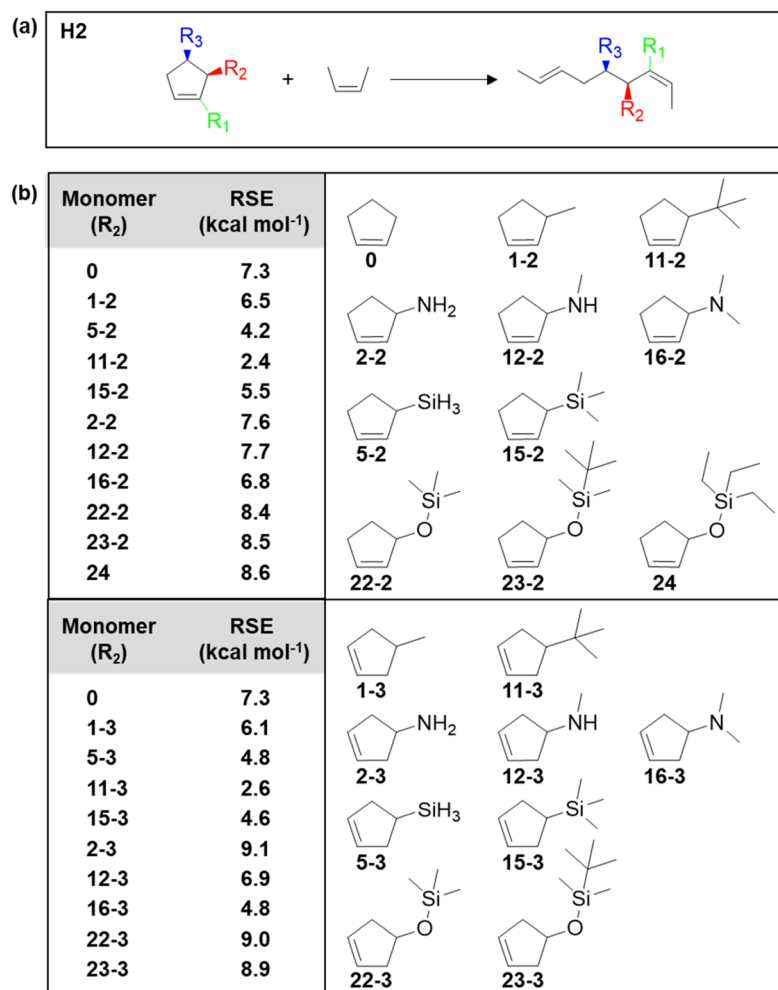 (a)
H2
R3
R2
R1
+
R3
R1
R2
(b)
Monomer
(R2)
RSE
(kcal mol-1)
0 7.3
1-2 6.5
5-2 4.2
11-2 2.4
15-2 5.5
2-2 7.6
12-2 7.7
16-2 6.8
22-2 8.4
23-2 8.5
24 8.6
0 1-2 11-2
NH2 NH N
2-2 12-2 16-2
SiH3 Si
5-2 15-2
Si Si Si
O O O
22-2 23-2 24
Monomer
(R2)
RSE
(kcal mol-1)
0 7.3
1-3 6.1
5-3 4.8
11-3 2.6
15-3 4.6
2-3 9.1
12-3 6.9
16-3 4.8
22-3 9.0
23-3 8.9
1-3 11-3
NH2 NH N
2-3 12-3 16-3
SiH3 Si
5-3 15-3
Si Si
O O
22-3 23-3